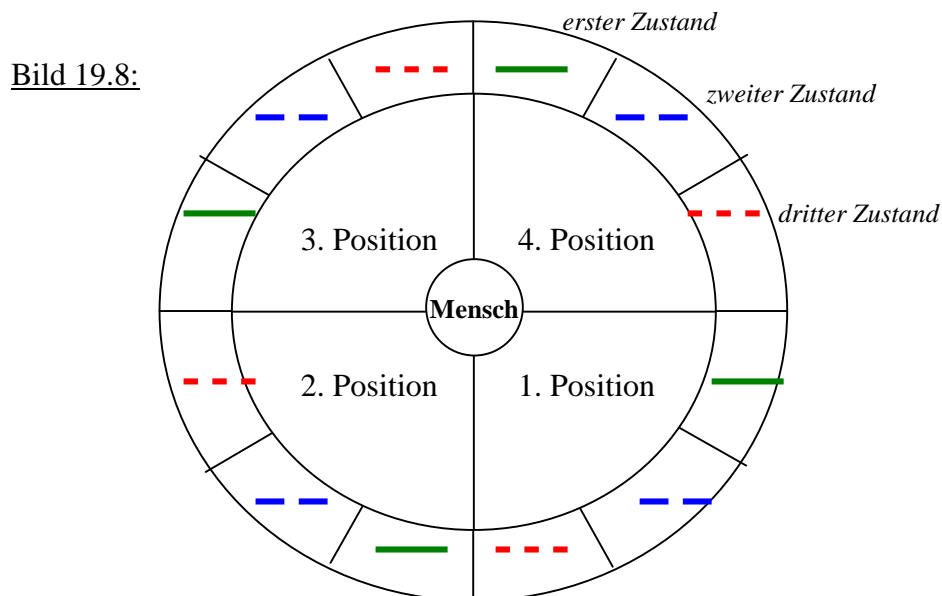 erster Zustand
Bild 19.8:
zweiter Zustand
dritter Zustand
3. Position
4. Position
Mensch
2. Position
1. Position